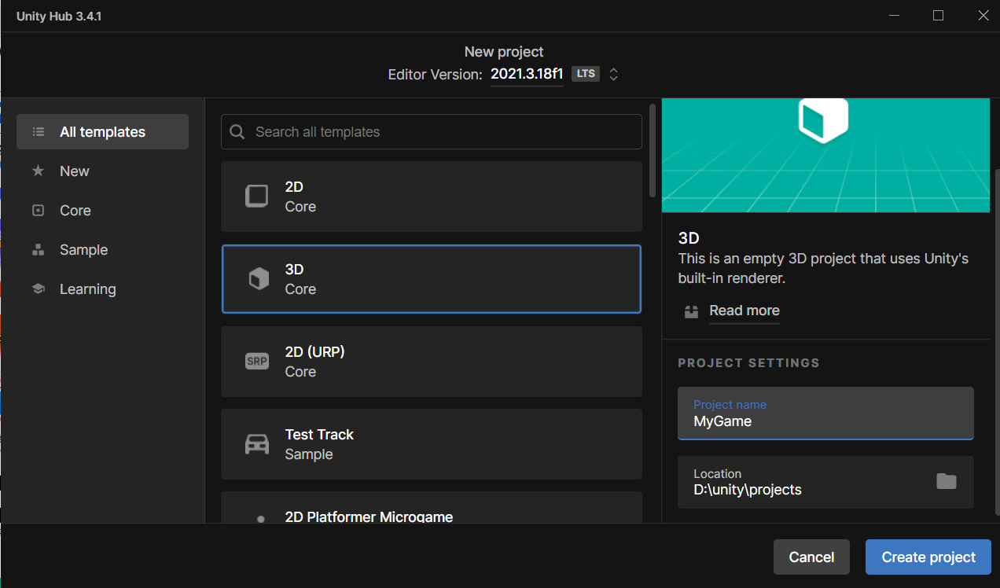 Unity Hub 3.4.1
New project
Editor Version: 2021.3.18f1 LTS
All templates
New
Core
Sample
Learning
Search all templates
2D
Core
3D
Core
SRP
2D (URP)
Core
Test Track
Sample
2D Platformer Microgame
3D
This is an empty 3D project that uses Unity's
built-in renderer.
Read more
PROJECT SETTINGS
Project name
MyGame
Location
D:\unity\projects
Cancel
Create project